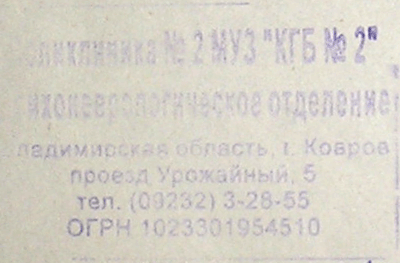 оликлиника № 2 МУЗ "КГБ № 2"
ихоневрологическое отделение
ладимирская область, г. Ковров
проезд Урожайный, 5
тел. (09232) 3-28-55
ОГРН 1023301954510